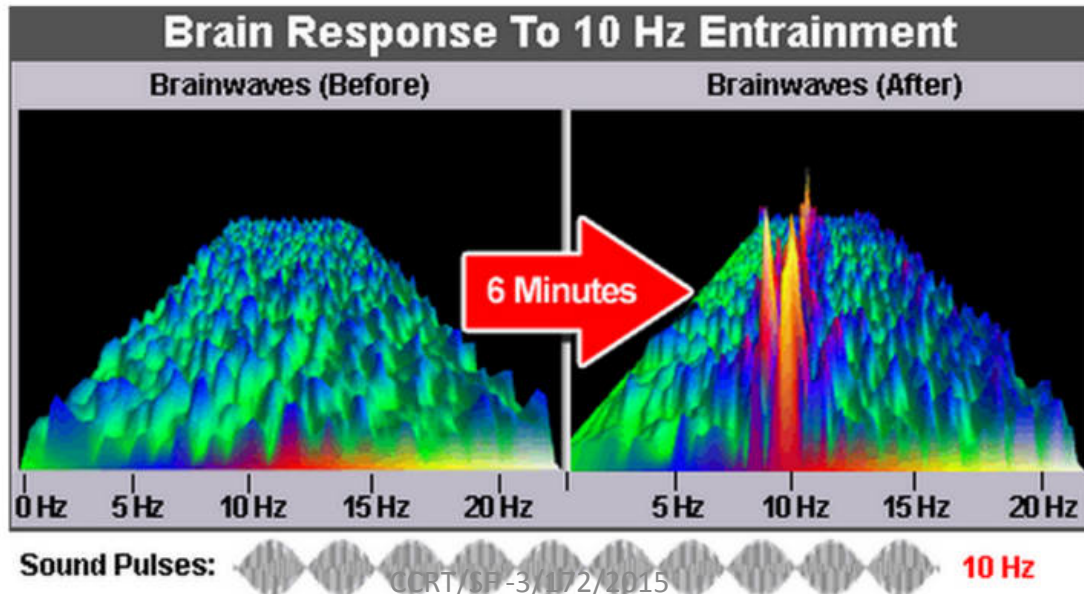 Brain Response To 10 Hz Entrainment
Brainwaves (Before)
Brainwaves (After)
6 Minutes
0 Hz 5 Hz 10 Hz 15 Hz 20 Hz
5 Hz 10 Hz 15 Hz 20 Hz
Sound Pulses:
10 Hz
CCRT/SF-3/172/2015